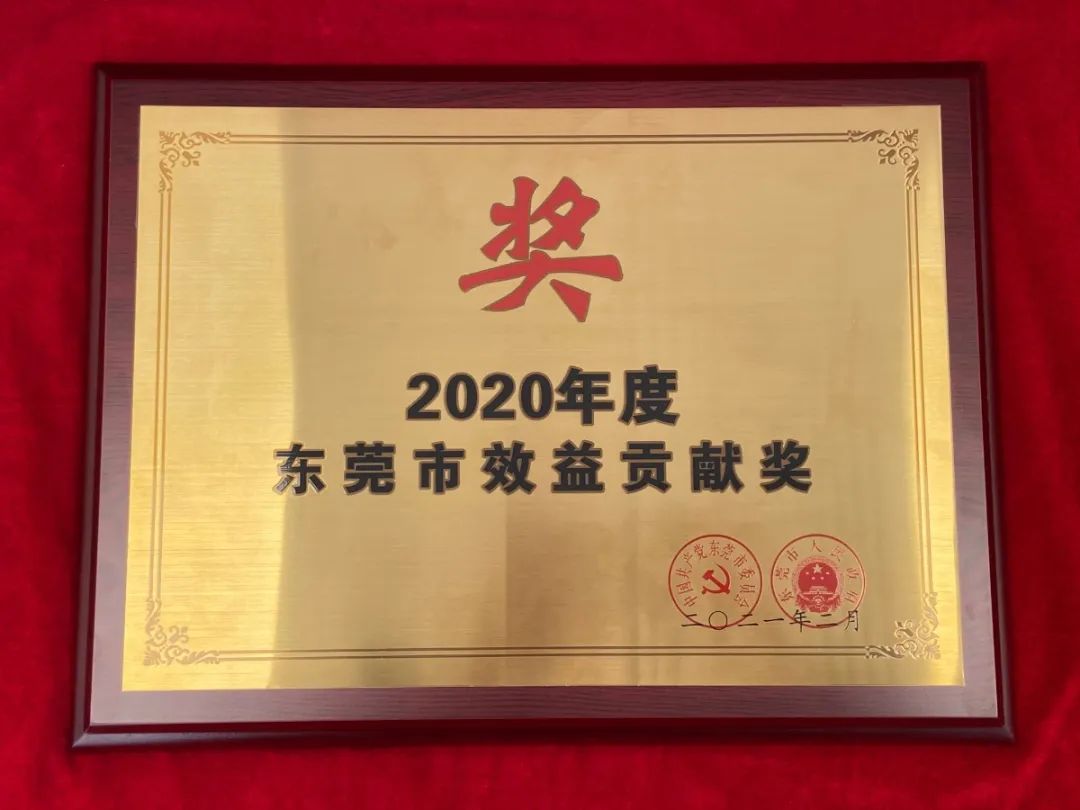 奖
2020年度
东莞市效益贡献奖
中国共产党东莞市委员会
东莞市人民政府
二〇二一年二月